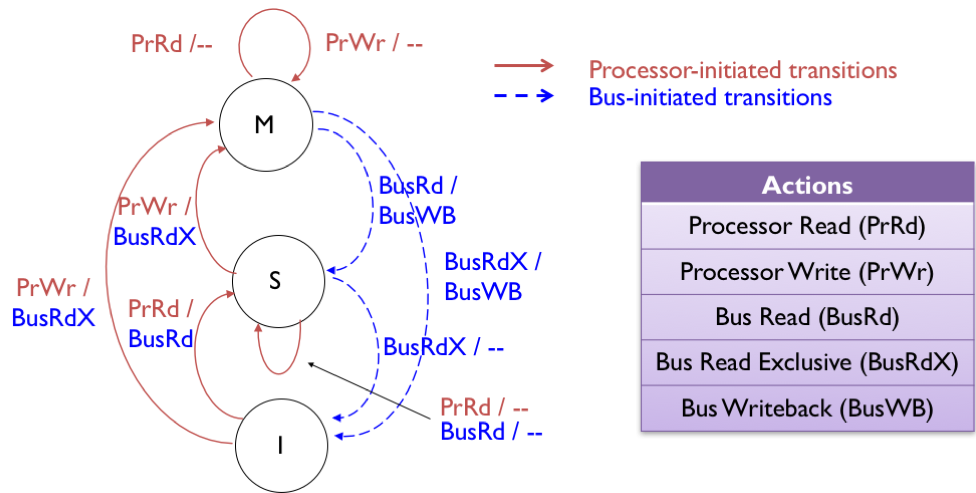 PrRd /--
PrWr / --
Processor-initiated transitions
Bus-initiated transitions
M
BusRd /
BusWB
PrWr /
BusRdX
BusRdX /
BusWB
S
PrWr /
BusRdX
PrRd /
BusRd
BusRdX / --
PrRd / --
BusRd / --
I
Actions
Processor Read (PrRd)
Processor Write (PrWr)
Bus Read (BusRd)
Bus Read Exclusive (BusRdX)
Bus Writeback (BusWB)